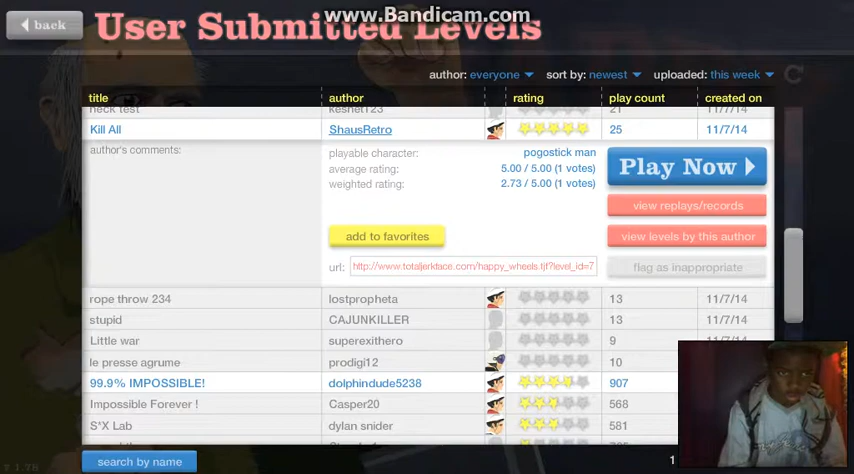 www.Bandicam.com
back
User Submitted Levels
author: everyone sort by: newest uploaded: this week
title author rating play count created on
neck test keshet123 21 11/7/14
Kill All ShausRetro 25 11/7/14
author's comments:
playable character: pogostick man
average rating: 5.00 / 5.00 (1 votes)
weighted rating: 2.73 / 5.00 (1 votes)
Play Now
view replays/records
add to favorites
view levels by this author
url: http://www.totaljerkface.com/happy_wheels.tjf?level_id=7
flag as inappropriate
rope throw 234 lostpropheta 13 11/7/14
stupid CAJUNKILLER 13 11/7/14
Little war superexithero 9 11/7/14
le presse agrume prodigi12 10
99.9% IMPOSSIBLE! dolphindude5238 907
Impossible Forever ! Casper20 568
S*X Lab dylan snider 581
search by name
1